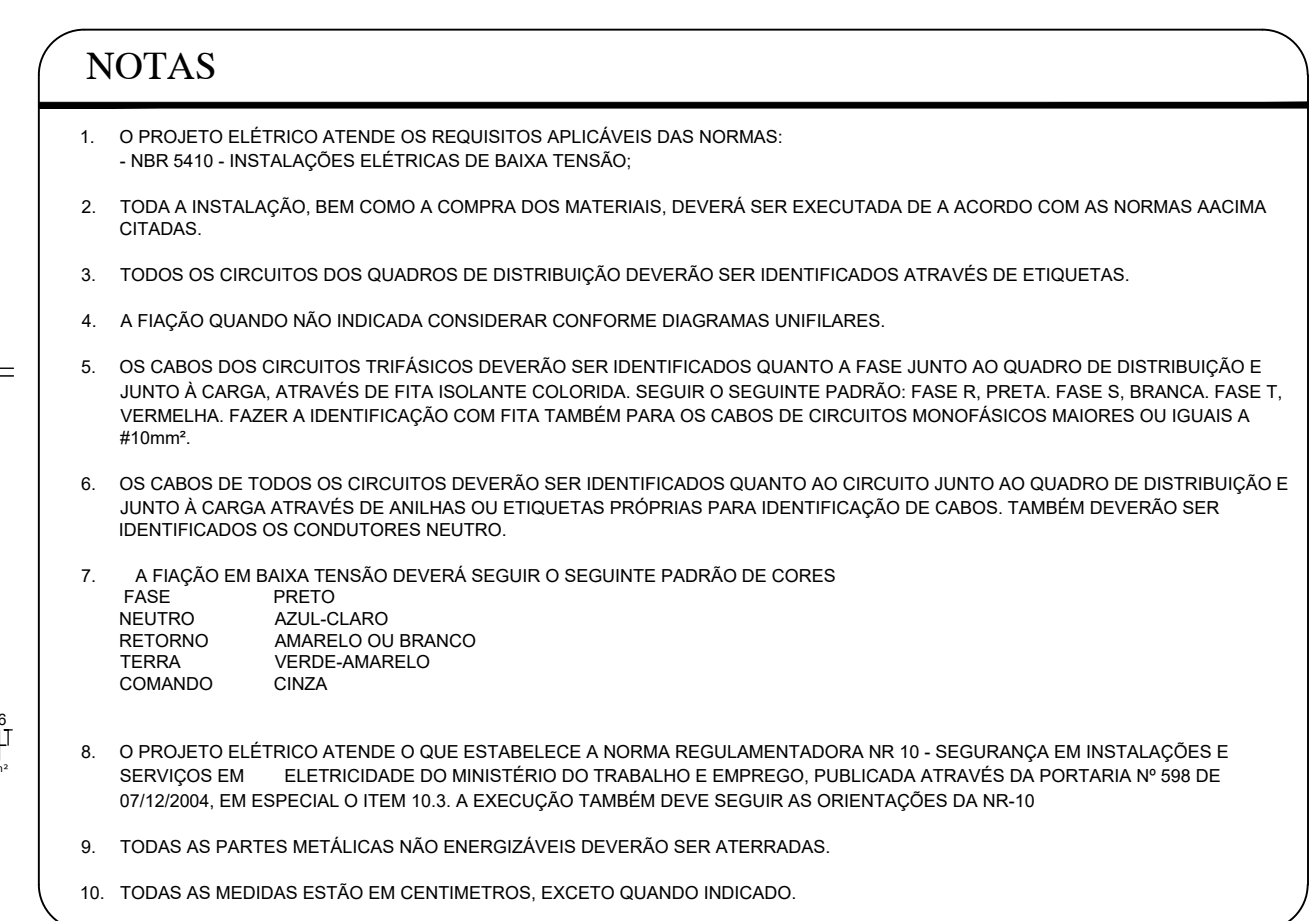 NOTAS
1. O PROJETO ELÉTRICO ATENDE OS REQUISITOS APLICÁVEIS DAS NORMAS:
- NBR 5410 - INSTALAÇÕES ELÉTRICAS DE BAIXA TENSÃO;
2. TODA A INSTALAÇÃO, BEM COMO A COMPRA DOS MATERIAIS, DEVERÁ SER EXECUTADA DE A ACORDO COM AS NORMAS AACIMA
CITADAS.
3. TODOS OS CIRCUITOS DOS QUADROS DE DISTRIBUIÇÃO DEVERÃO SER IDENTIFICADOS ATRAVÉS DE ETIQUETAS.
4. A FIAÇÃO QUANDO NÃO INDICADA CONSIDERAR CONFORME DIAGRAMAS UNIFILARES.
5. OS CABOS DOS CIRCUITOS TRIFÁSICOS DEVERÃO SER IDENTIFICADOS QUANTO A FASE JUNTO AO QUADRO DE DISTRIBUIÇÃO E
JUNTO À CARGA, ATRAVÉS DE FITA ISOLANTE COLORIDA. SEGUIR O SEGUINTE PADRÃO: FASE R, PRETA. FASE S, BRANCA. FASE T,
VERMELHA. FAZER A IDENTIFICAÇÃO COM FITA TAMBÉM PARA OS CABOS DE CIRCUITOS MONOFÁSICOS MAIORES OU IGUAIS A
#10mm².
6. OS CABOS DE TODOS OS CIRCUITOS DEVERÃO SER IDENTIFICADOS QUANTO AO CIRCUITO JUNTO AO QUADRO DE DISTRIBUIÇÃO E
JUNTO À CARGA ATRAVÉS DE ANILHAS OU ETIQUETAS PRÓPRIAS PARA IDENTIFICAÇÃO DE CABOS. TAMBÉM DEVERÃO SER
IDENTIFICADOS OS CONDUTORES NEUTRO.
7. A FIAÇÃO EM BAIXA TENSÃO DEVERÁ SEGUIR O SEGUINTE PADRÃO DE CORES
FASE PRETO
NEUTRO AZUL-CLARO
RETORNO AMARELO OU BRANCO
TERRA VERDE-AMARELO
COMANDO CINZA
8. O PROJETO ELÉTRICO ATENDE O QUE ESTABELECE A NORMA REGULAMENTADORA NR 10 - SEGURANÇA EM INSTALAÇÕES E
SERVIÇOS EM ELETRICIDADE DO MINISTÉRIO DO TRABALHO E EMPREGO, PUBLICADA ATRAVÉS DA PORTARIA Nº 598 DE
07/12/2004, EM ESPECIAL O ITEM 10.3. A EXECUÇÃO TAMBÉM DEVE SEGUIR AS ORIENTAÇÕES DA NR-10
9. TODAS AS PARTES METÁLICAS NÃO ENERGIZÁVEIS DEVERÃO SER ATERRADAS.
10. TODAS AS MEDIDAS ESTÃO EM CENTIMETROS, EXCETO QUANDO INDICADO.